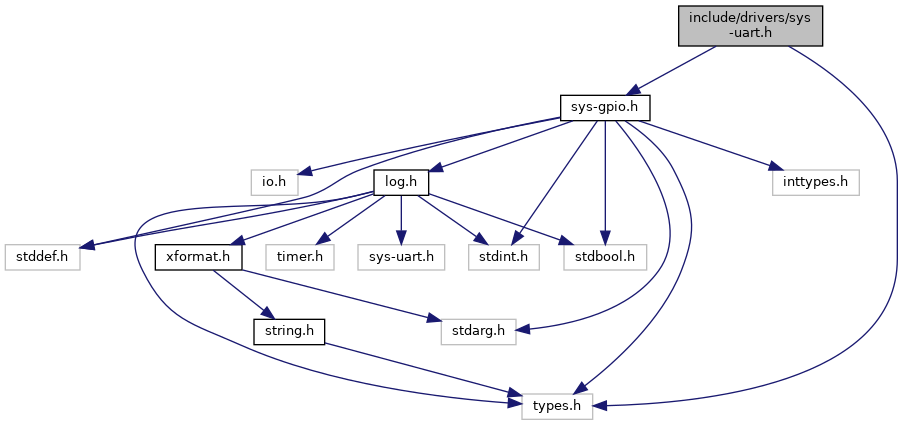 include/drivers/sys
-uart.h
sys-gpio.h
io.h
log.h
inttypes.h
stddef.h
xformat.h
timer.h
sys-uart.h
stdint.h
stdbool.h
string.h
stdarg.h
types.h